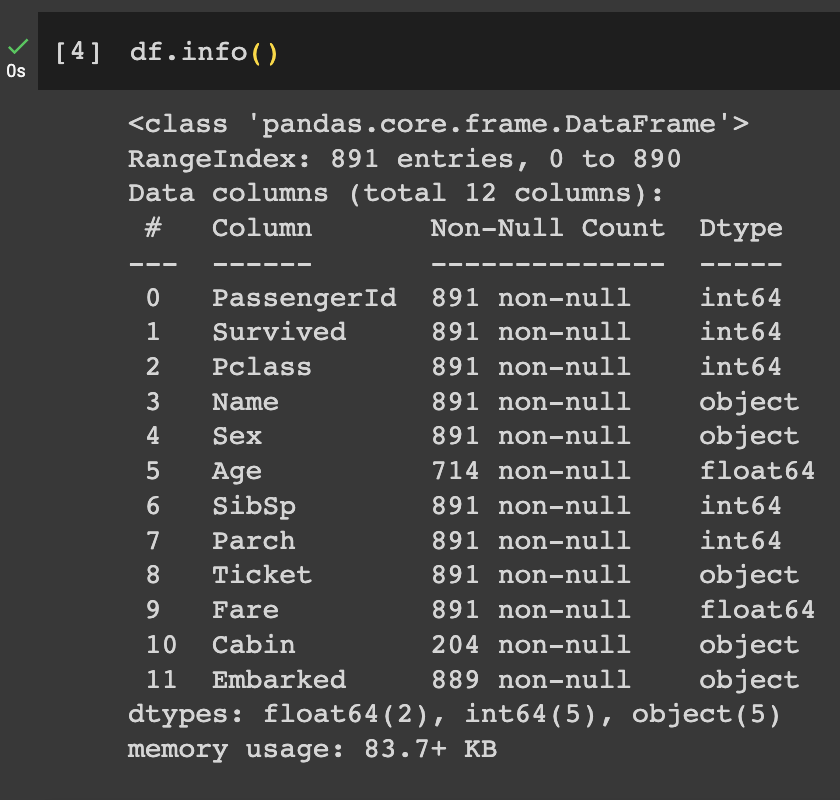 [4] df.info()
0s
<class 'pandas.core.frame.DataFrame'>
RangeIndex: 891 entries, 0 to 890
Data columns (total 12 columns):
 #   Column       Non-Null Count  Dtype
---  ------       --------------  -----
 0   PassengerId  891 non-null    int64
 1   Survived     891 non-null    int64
 2   Pclass       891 non-null    int64
 3   Name         891 non-null    object
 4   Sex          891 non-null    object
 5   Age          714 non-null    float64
 6   SibSp        891 non-null    int64
 7   Parch        891 non-null    int64
 8   Ticket       891 non-null    object
 9   Fare         891 non-null    float64
 10  Cabin        204 non-null    object
 11  Embarked     889 non-null    object
dtypes: float64(2), int64(5), object(5)
memory usage: 83.7+ KB